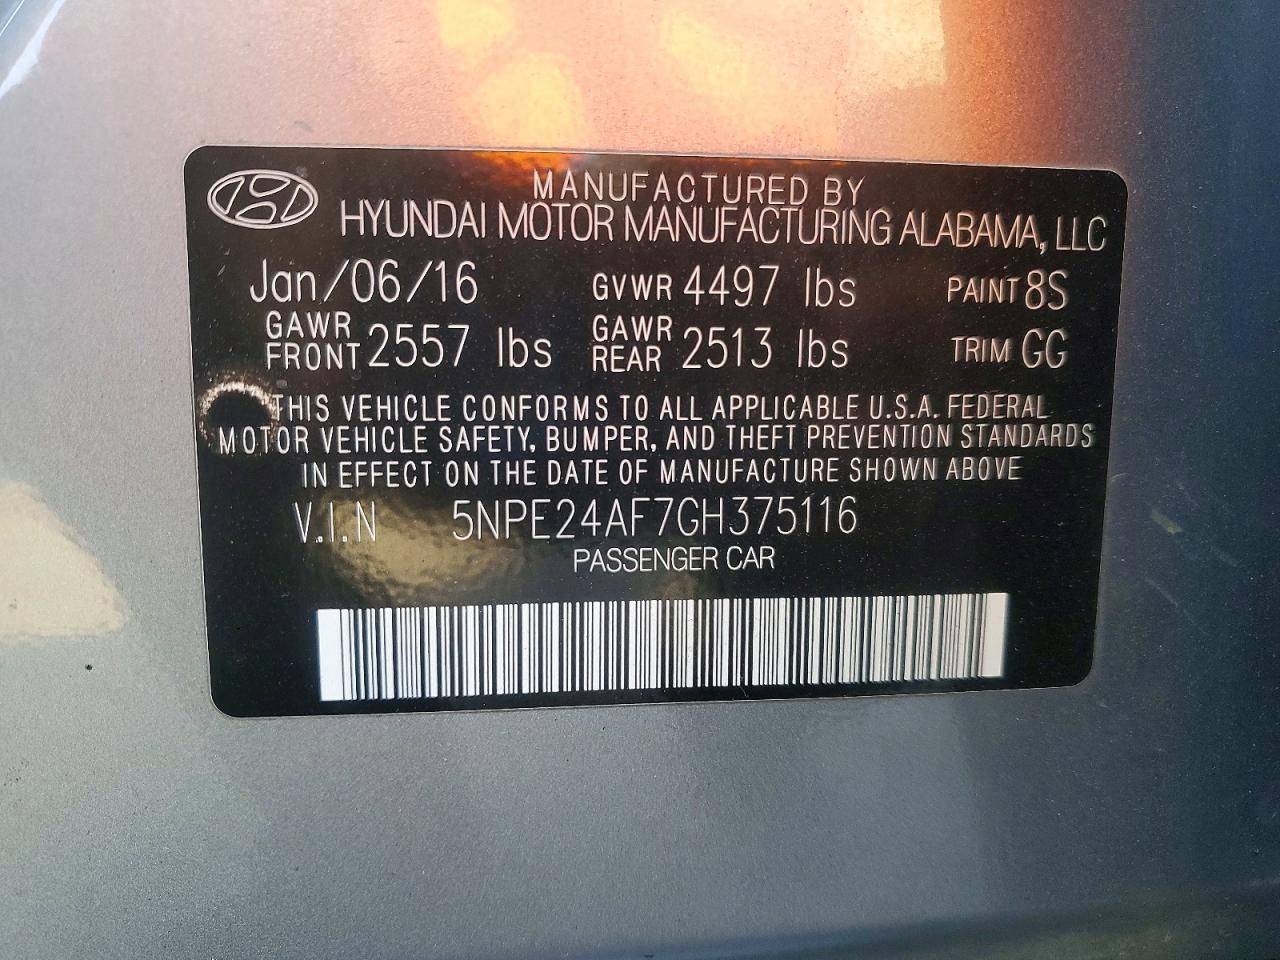 MANUFACTURED BY
HYUNDAI MOTOR MANUFACTURING ALABAMA, LLC
Jan/06/16 GVWR 4497 lbs PAINT 8S
GAWR FRONT 2557 lbs GAWR REAR 2513 lbs TRIM GG
THIS VEHICLE CONFORMS TO ALL APPLICABLE U.S.A. FEDERAL
MOTOR VEHICLE SAFETY, BUMPER, AND THEFT PREVENTION STANDARDS
IN EFFECT ON THE DATE OF MANUFACTURE SHOWN ABOVE
V.I.N 5NPE24AF7GH375116
PASSENGER CAR